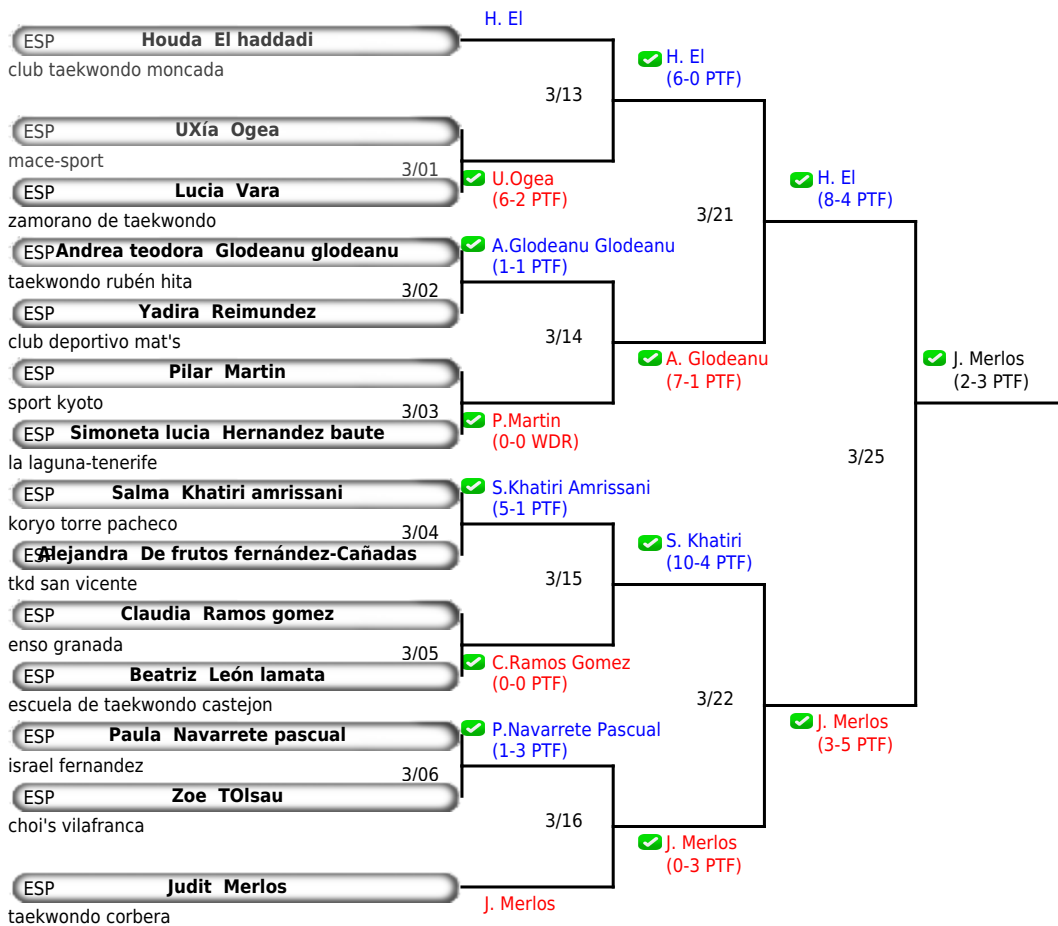 H. El
ESP Houda El haddadi
club taekwondo moncada
H. El
(6-0 PTF)
3/13
ESP UXía Ogea
mace-sport
3/01
U.Ogea
(6-2 PTF)
ESP Lucia Vara
zamorano de taekwondo
H. El
(8-4 PTF)
3/21
ESP Andrea teodora Glodeanu glodeanu
taekwondo rubén hita
A.Glodeanu Glodeanu
(1-1 PTF)
3/02
ESP Yadira Reimundez
club deportivo mat's
3/14
A. Glodeanu
(7-1 PTF)
J. Merlos
(2-3 PTF)
ESP Pilar Martin
sport kyoto
3/03
ESP Simoneta lucia Hernandez baute
la laguna-tenerife
P.Martin
(0-0 WDR)
3/25
ESP Salma Khatiri amrissani
koryo torre pacheco
S.Khatiri Amrissani
(5-1 PTF)
3/04
ESP Alejandra De frutos fernández-Cañadas
tkd san vicente
S. Khatiri
(10-4 PTF)
3/15
ESP Claudia Ramos gomez
enso granada
3/05
ESP Beatriz León lamata
escuela de taekwondo castejon
C.Ramos Gomez
(0-0 PTF)
3/22
J. Merlos
(3-5 PTF)
ESP Paula Navarrete pascual
israel fernandez
P.Navarrete Pascual
(1-3 PTF)
3/06
ESP Zoe TOlsau
choi's vilafranca
3/16
J. Merlos
(0-3 PTF)
ESP Judit Merlos
taekwondo corbera
J. Merlos